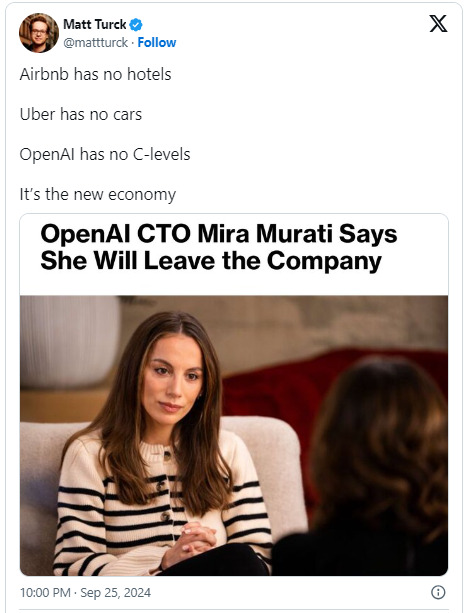 Matt Turck
@mattturck · Follow
Airbnb has no hotels
Uber has no cars
OpenAI has no C-levels
It’s the new economy
OpenAI CTO Mira Murati Says
She Will Leave the Company
10:00 PM · Sep 25, 2024